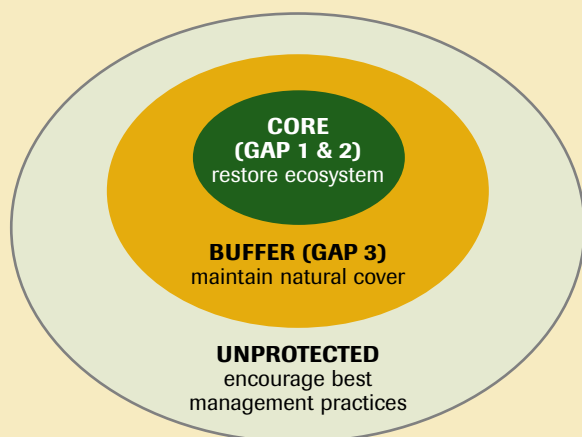 CORE
(GAP 1 & 2)
restore ecosystem
BUFFER (GAP 3)
maintain natural cover
UNPROTECTED
encourage best
management practices